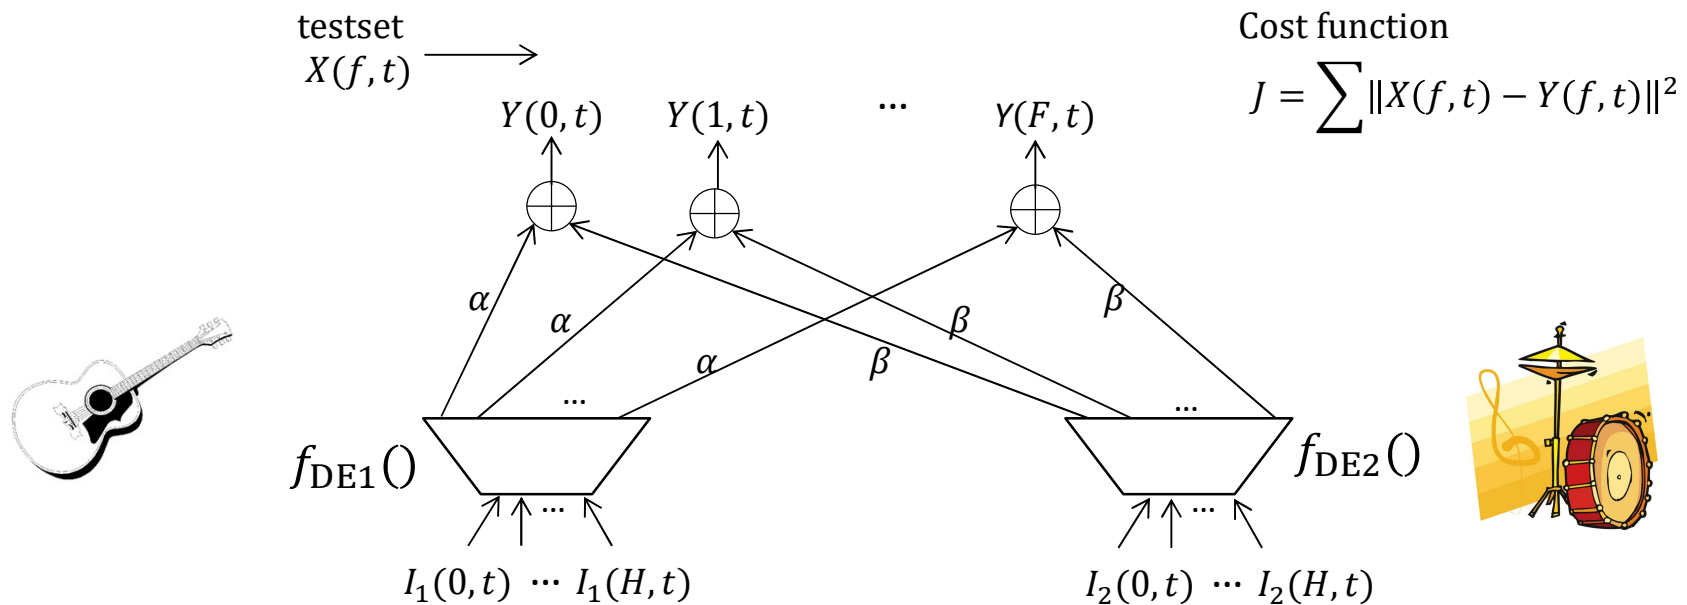 testset
X(f, t)
Cost function
J = ∑‖X(f, t) − Y(f, t)‖²
Y(0, t) Y(1, t) ... Y(F, t)
α α α β β β
... ...
f_DE1() f_DE2()
... ...
I₁(0, t) ... I₁(H, t) I₂(0, t) ... I₂(H, t)